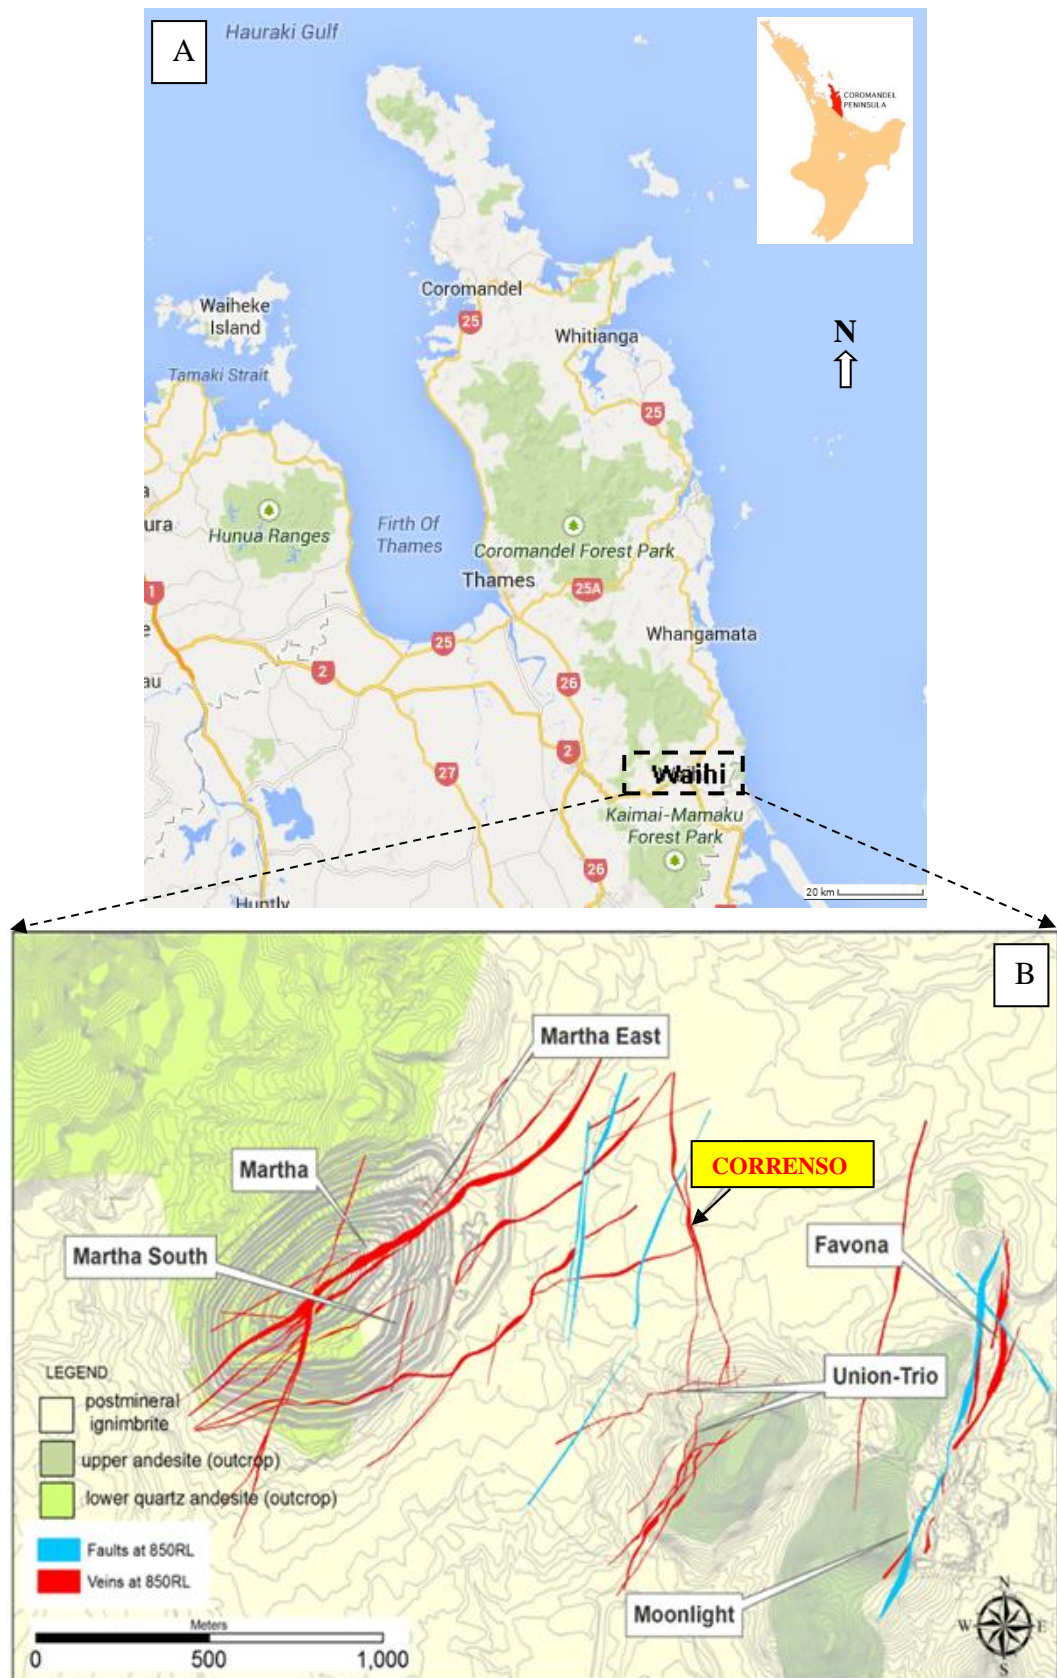 A
Hauraki Gulf
COROMANDEL
PENINSULA
Coromandel
25
Waiheke
Island
Whitianga
N
Tamaki Strait
25
Hunua Ranges
Firth Of
Thames
Coromandel Forest Park
ura
Thames
25A
1
Whangamata
25
2
26
au
2
27
Waihi
Kaimai-Mamaku
Forest Park
26
20 km
Huntly
B
Martha East
Martha
CORRENSO
Martha South
Favona
LEGEND
postmineral
ignimbrite
Union-Trio
upper andesite (outcrop)
lower quartz andesite (outcrop)
Faults at 850RL
Veins at 850RL
Moonlight
N
W
E
S
Meters
0
500
1,000